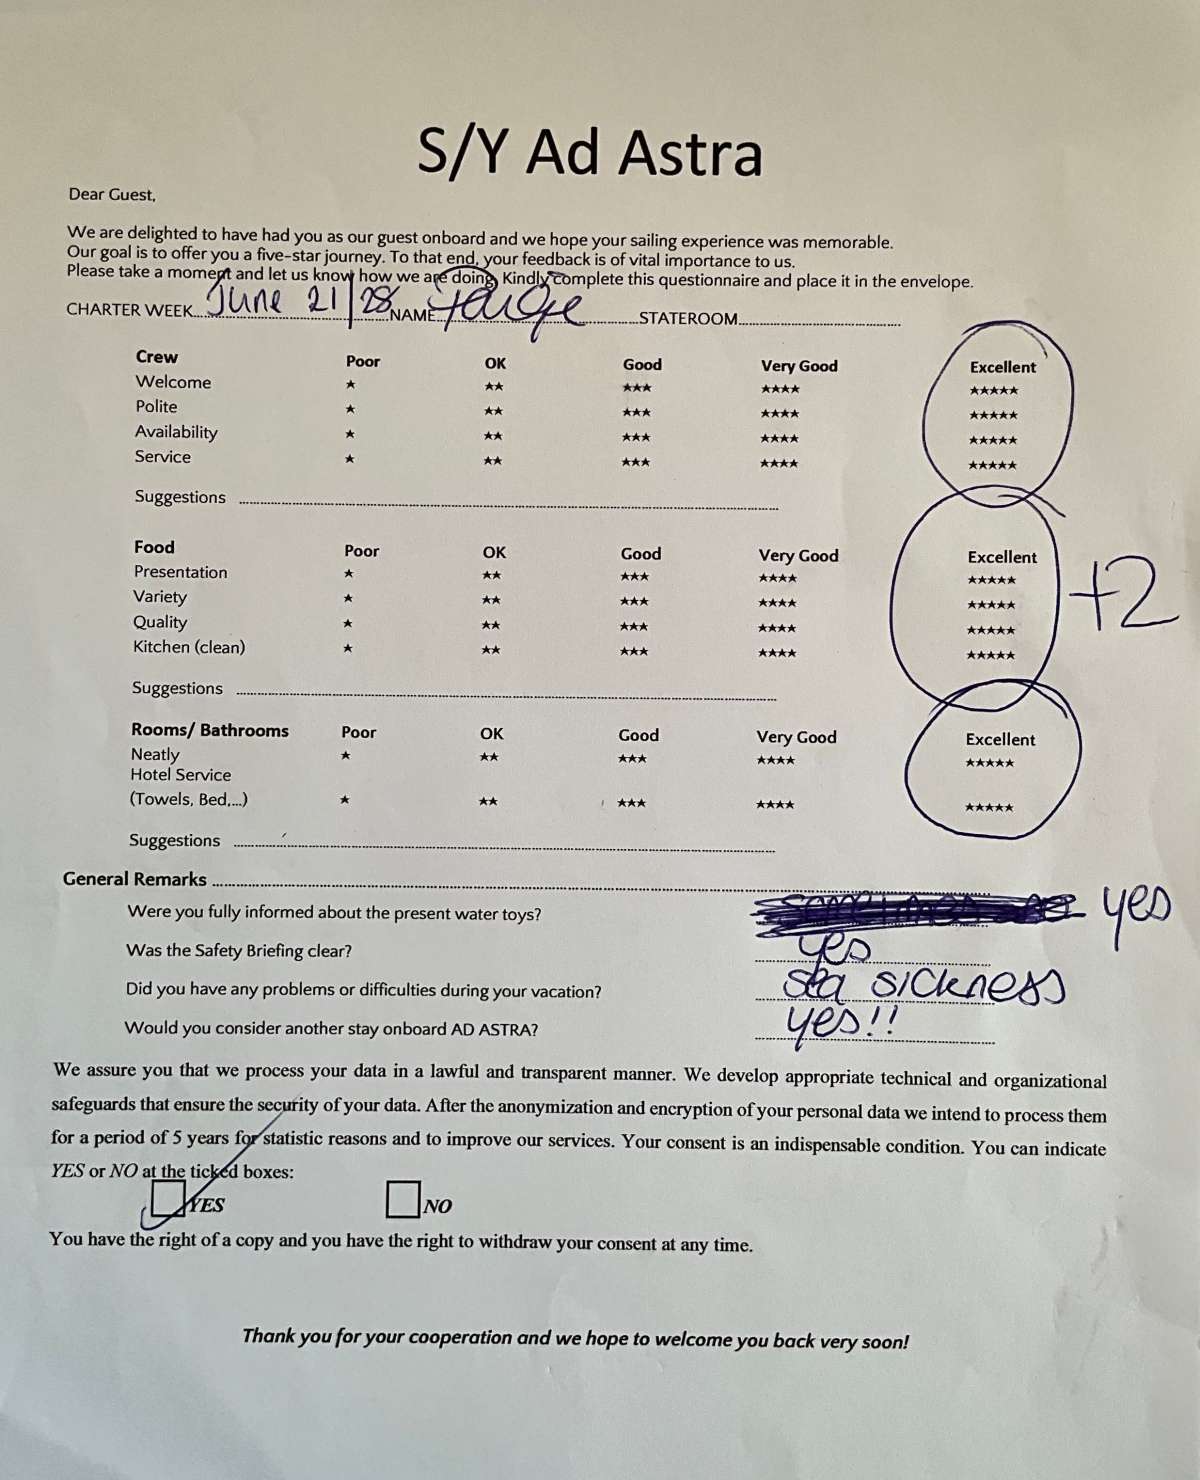 S/Y Ad Astra
Dear Guest,
We are delighted to have had you as our guest onboard and we hope your sailing experience was memorable.
Our goal is to offer you a five-star journey. To that end, your feedback is of vital importance to us.
Please take a moment and let us know how we are doing. Kindly complete this questionnaire and place it in the envelope.
CHARTER WEEK June 21/28 NAME STATEROOM
Crew Poor OK Good Very Good Excellent
Welcome ★ ★★ ★★★ ★★★★ ★★★★★
Polite ★ ★★ ★★★ ★★★★ ★★★★★
Availability ★ ★★ ★★★ ★★★★ ★★★★★
Service ★ ★★ ★★★ ★★★★ ★★★★★
Suggestions
Food Poor OK Good Very Good Excellent
Presentation ★ ★★ ★★★ ★★★★ ★★★★★
Variety ★ ★★ ★★★ ★★★★ ★★★★★ +2
Quality ★ ★★ ★★★ ★★★★ ★★★★★
Kitchen (clean) ★ ★★ ★★★ ★★★★ ★★★★★
Suggestions
Rooms/ Bathrooms Poor OK Good Very Good Excellent
Neatly ★ ★★ ★★★ ★★★★ ★★★★★
Hotel Service
(Towels, Bed,...) ★ ★★ ★★★ ★★★★ ★★★★★
Suggestions
General Remarks
Were you fully informed about the present water toys? yes
Was the Safety Briefing clear? yes
Did you have any problems or difficulties during your vacation? sea sickness
Would you consider another stay onboard AD ASTRA? yes!!
We assure you that we process your data in a lawful and transparent manner. We develop appropriate technical and organizational
safeguards that ensure the security of your data. After the anonymization and encryption of your personal data we intend to process them
for a period of 5 years for statistic reasons and to improve our services. Your consent is an indispensable condition. You can indicate
YES or NO at the ticked boxes:
YES NO
You have the right of a copy and you have the right to withdraw your consent at any time.
Thank you for your cooperation and we hope to welcome you back very soon!